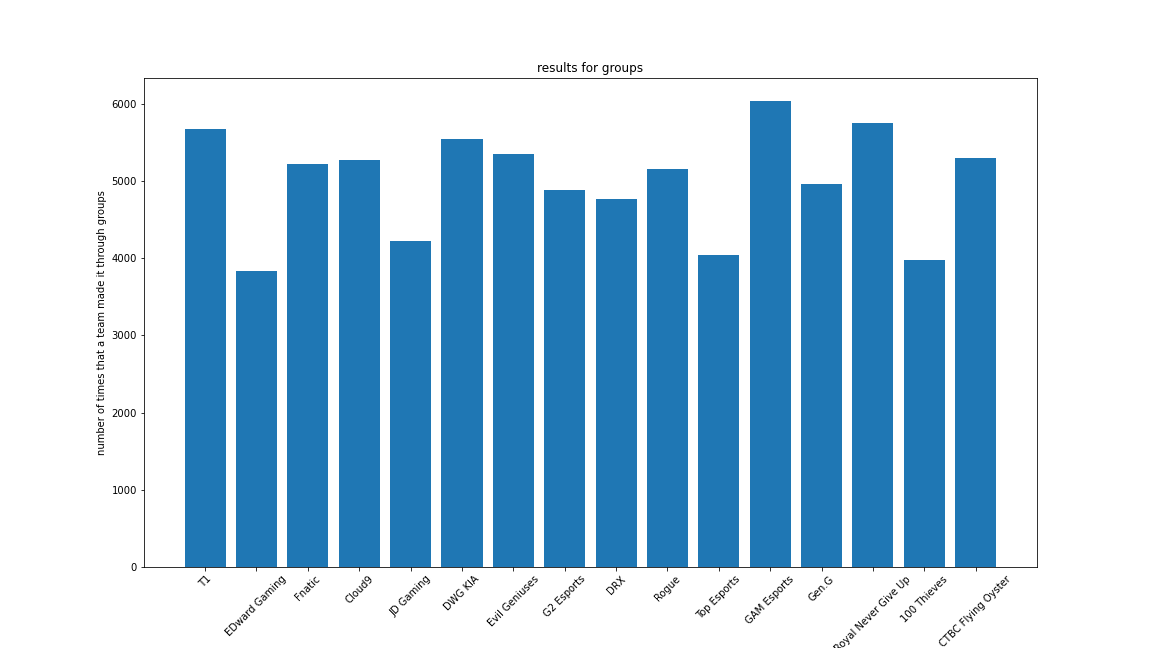 results for groups
number of times that a team made it through groups
6000
5000
4000
3000
2000
1000
0
T1
EDward Gaming
Fnatic
Cloud9
JD Gaming
DWG KIA
Evil Geniuses
G2 Esports
DRX
Rogue
Top Esports
GAM Esports
Gen.G
Royal Never Give Up
100 Thieves
CTBC Flying Oyster